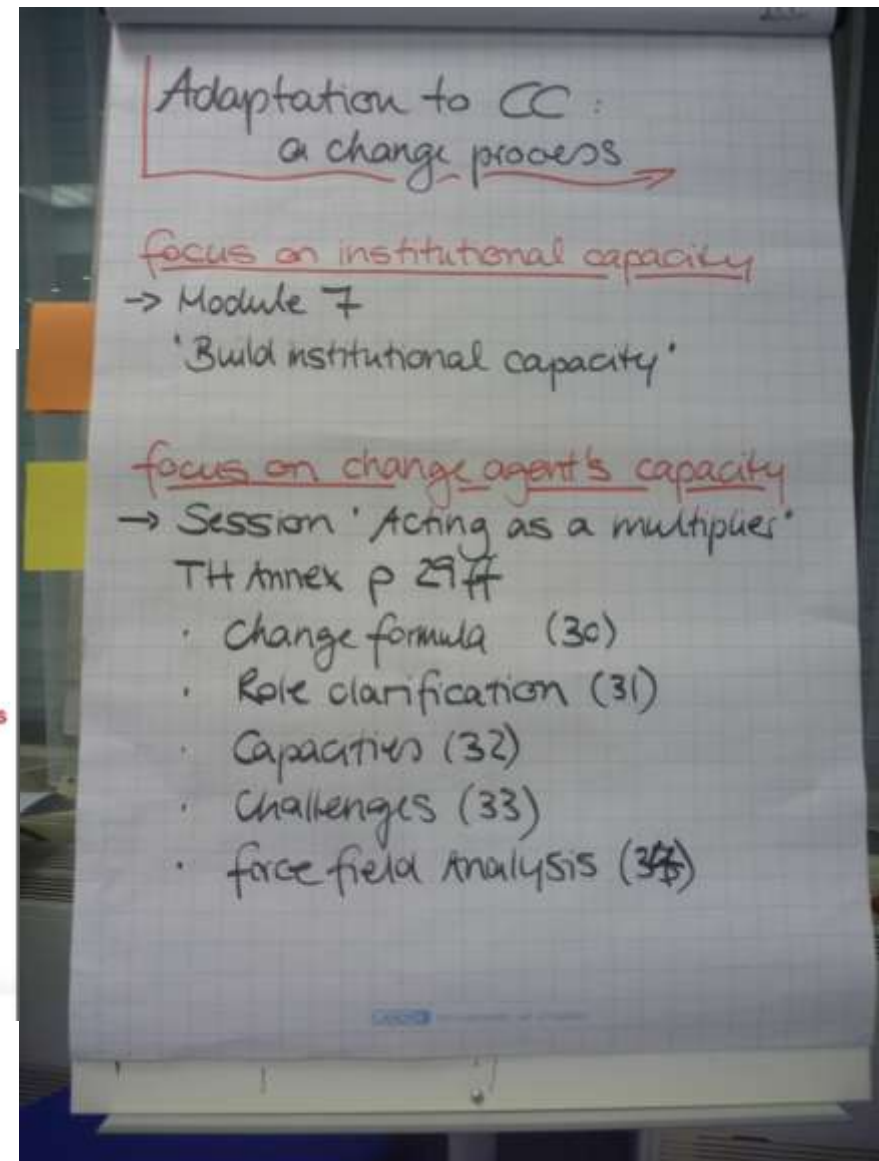 Adaptation to CC :
a change process
focus on institutional capacity
→ Module 7
'Build institutional capacity'
focus on change agent's capacity
→ Session 'Acting as a multiplier'
TH Annex p 29ff
· Change formula (30)
· Role clarification (31)
· Capacities (32)
· Challenges (33)
· force field Analysis